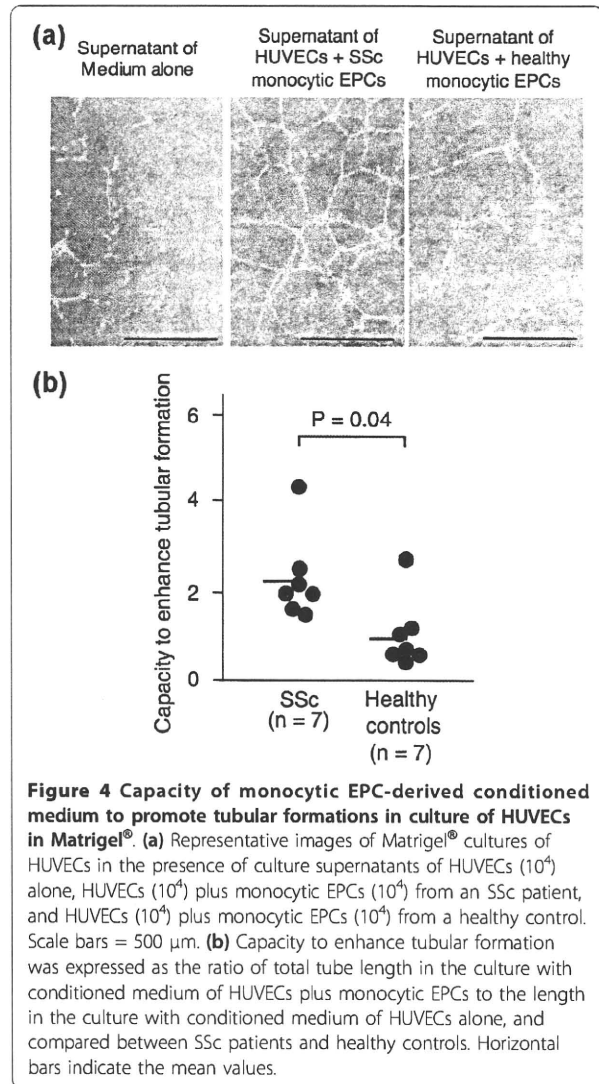 (a)
Supernatant of
Medium alone
Supernatant of
HUVECs + SSc
monocytic EPCs
Supernatant of
HUVECs + healthy
monocytic EPCs
(b)
Capacity to enhance tubular formation
6
4
2
0
P = 0.04
SSc
(n = 7)
Healthy
controls
(n = 7)
Figure 4 Capacity of monocytic EPC-derived conditioned
medium to promote tubular formations in culture of HUVECs
in Matrigel®. (a) Representative images of Matrigel® cultures of
HUVECs in the presence of culture supernatants of HUVECs (10⁴)
alone, HUVECs (10⁴) plus monocytic EPCs (10⁴) from an SSc patient,
and HUVECs (10⁴) plus monocytic EPCs (10⁴) from a healthy control.
Scale bars = 500 μm. (b) Capacity to enhance tubular formation
was expressed as the ratio of total tube length in the culture with
conditioned medium of HUVECs plus monocytic EPCs to the length
in the culture with conditioned medium of HUVECs alone, and
compared between SSc patients and healthy controls. Horizontal
bars indicate the mean values.